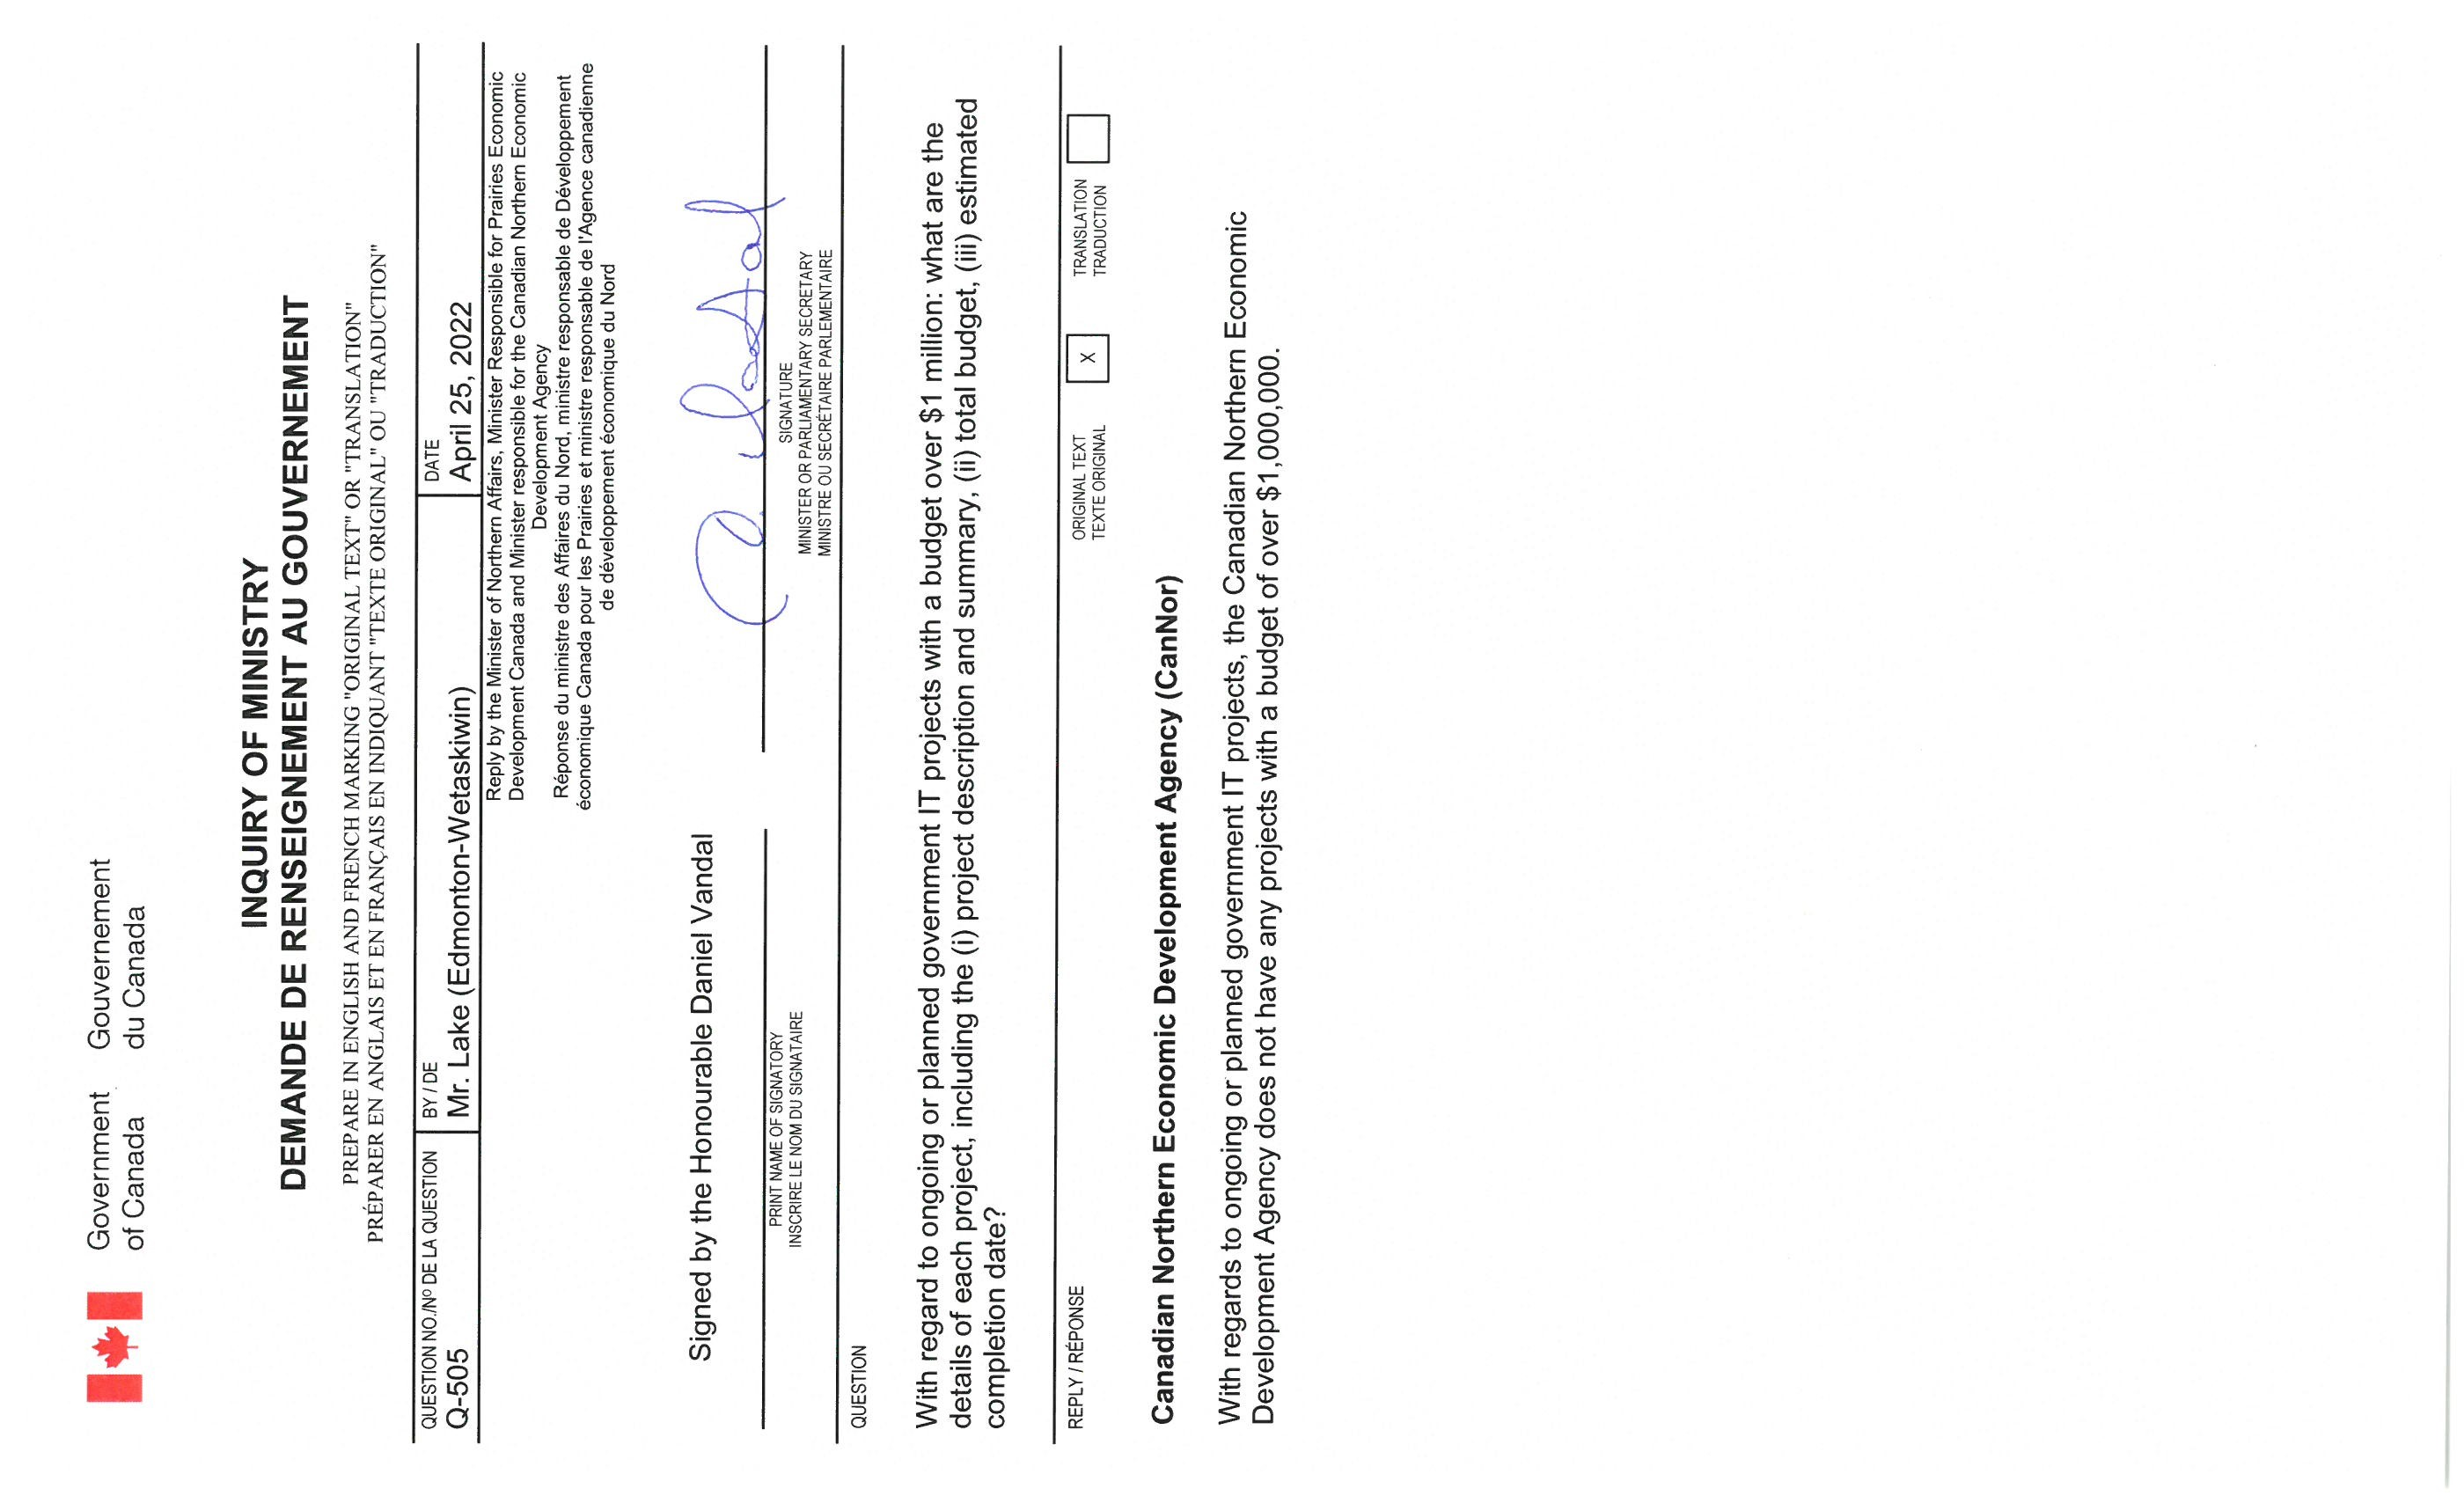 Government of Canada
Gouvernement du Canada
INQUIRY OF MINISTRY
DEMANDE DE RENSEIGNEMENT AU GOUVERNEMENT
PREPARE IN ENGLISH AND FRENCH MARKING "ORIGINAL TEXT" OR "TRANSLATION"
PRÉPARER EN ANGLAIS ET EN FRANÇAIS EN INDIQUANT "TEXTE ORIGINAL" OU "TRADUCTION"
QUESTION NO./Nº DE LA QUESTION
Q-505
BY / DE
Mr. Lake (Edmonton-Wetaskiwin)
DATE
April 25, 2022
Reply by the Minister of Northern Affairs, Minister Responsible for Prairies Economic
Development Canada and Minister responsible for the Canadian Northern Economic
Development Agency
Réponse du ministre des Affaires du Nord, ministre responsable de Développement
économique Canada pour les Prairies et ministre responsable de l'Agence canadienne
de développement économique du Nord
Signed by the Honourable Daniel Vandal
PRINT NAME OF SIGNATORY
INSCRIRE LE NOM DU SIGNATAIRE
SIGNATURE
MINISTER OR PARLIAMENTARY SECRETARY
MINISTRE OU SECRÉTAIRE PARLEMENTAIRE
QUESTION
With regard to ongoing or planned government IT projects with a budget over $1 million: what are the
details of each project, including the (i) project description and summary, (ii) total budget, (iii) estimated
completion date?
REPLY / RÉPONSE
ORIGINAL TEXT
TEXTE ORIGINAL
X
TRANSLATION
TRADUCTION
Canadian Northern Economic Development Agency (CanNor)
With regards to ongoing or planned government IT projects, the Canadian Northern Economic
Development Agency does not have any projects with a budget of over $1,000,000.